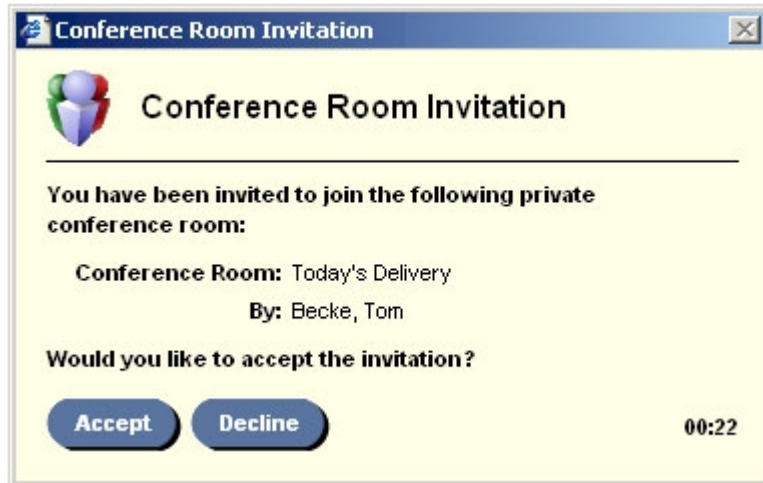 Conference Room Invitation
Conference Room Invitation
You have been invited to join the following private
conference room:
Conference Room: Today's Delivery
By: Becke, Tom
Would you like to accept the invitation?
Accept Decline 00:22